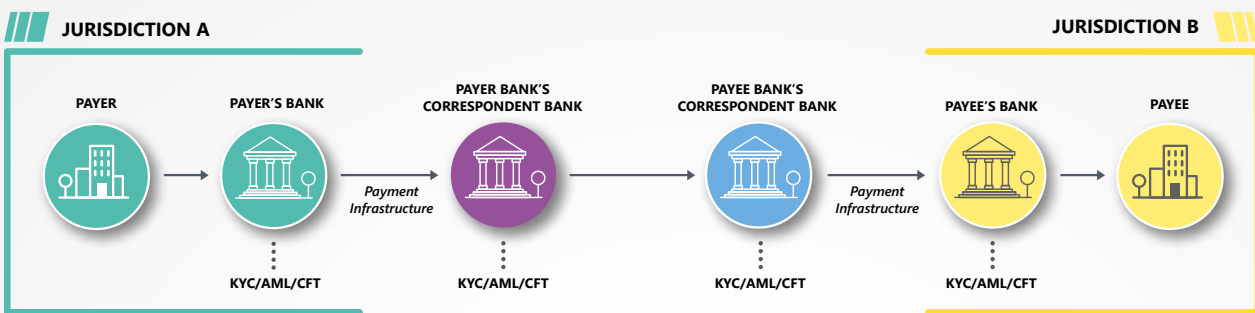 JURISDICTION A
JURISDICTION B
PAYER
PAYER'S BANK
PAYER BANK'S
CORRESPONDENT BANK
PAYEE BANK'S
CORRESPONDENT BANK
PAYEE'S BANK
PAYEE
Payment
Infrastructure
Payment
Infrastructure
KYC/AML/CFT
KYC/AML/CFT
KYC/AML/CFT
KYC/AML/CFT